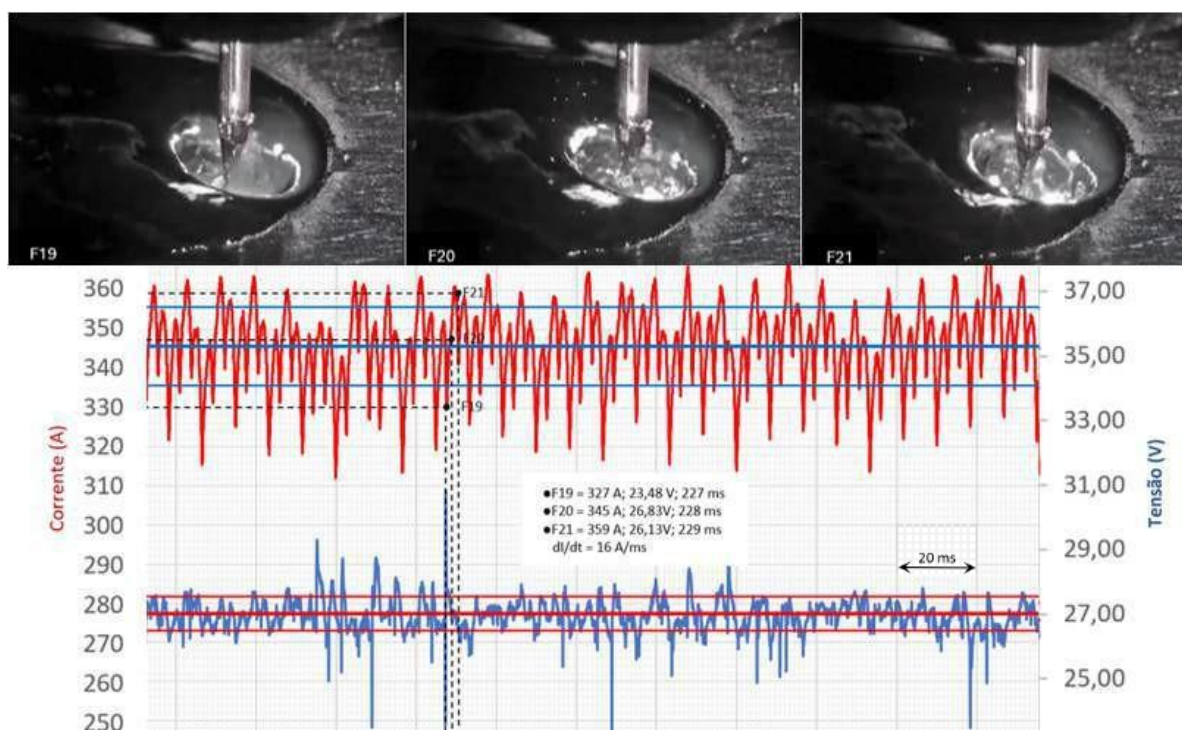 F19
F20
F21
Corrente (A)
360
350
340
330
320
310
300
290
280
270
260
250
F21
F20
F19
●F19 = 327 A; 23,48 V; 227 ms
●F20 = 345 A; 26,83V; 228 ms
●F21 = 359 A; 26,13V; 229 ms
dI/dt = 16 A/ms
20 ms
37,00
35,00
33,00
31,00
29,00
27,00
25,00
Tensão (V)